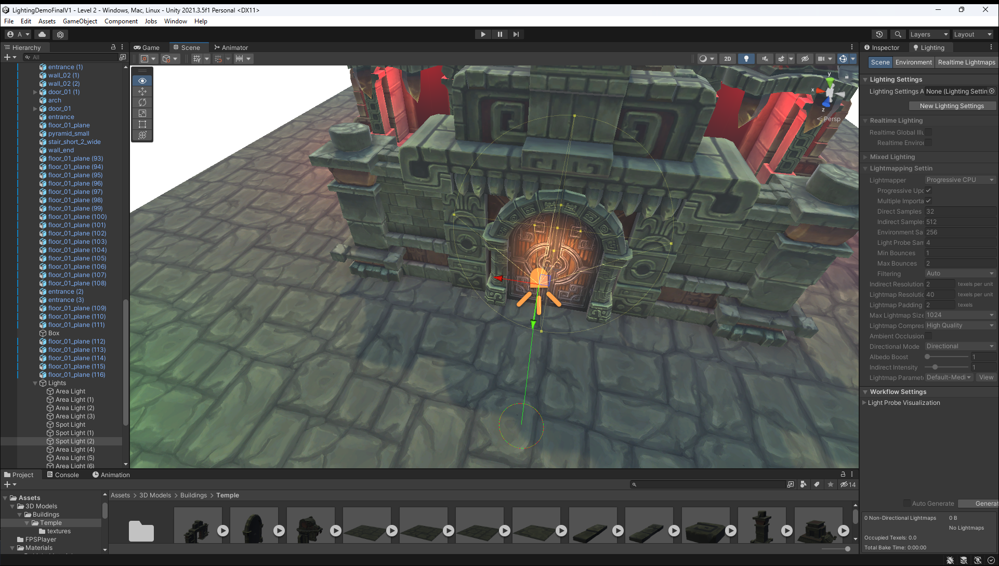 LightingDemoFinalV1 - Level 2 - Windows, Mac, Linux - Unity 2021.3.5f1 Personal <DX11>
File Edit Assets GameObject Component Jobs Window Help
A
Layers Layout
Hierarchy
All
entrance (1)
wall_02 (1)
wall_02 (2)
door_01 (1)
arch
door_01
entrance
floor_01_plane
pyramid_small
stair_short_2_wide
wall_end
floor_01_plane (93)
floor_01_plane (94)
floor_01_plane (95)
floor_01_plane (96)
floor_01_plane (97)
floor_01_plane (98)
floor_01_plane (99)
floor_01_plane (100)
floor_01_plane (101)
floor_01_plane (102)
floor_01_plane (103)
floor_01_plane (104)
floor_01_plane (105)
floor_01_plane (106)
floor_01_plane (107)
floor_01_plane (108)
entrance (2)
entrance (3)
floor_01_plane (109)
floor_01_plane (110)
floor_01_plane (111)
Box
floor_01_plane (112)
floor_01_plane (113)
floor_01_plane (114)
floor_01_plane (115)
floor_01_plane (116)
Lights
Area Light
Area Light (1)
Area Light (2)
Area Light (3)
Spot Light
Spot Light (1)
Spot Light (2)
Area Light (4)
Area Light (5)
Area Light (6)
Game Scene Animator
2D
y
x
z
Persp
Inspector Lighting
Scene Environment Realtime Lightmaps
Lighting Settings
Lighting Settings A None (Lighting Settin
New Lighting Settings
Realtime Lighting
Realtime Global Illu
Realtime Enviro
Mixed Lighting
Lightmapping Settin
Lightmapper Progressive CPU
Progressive Upd
Multiple Importa
Direct Samples 32
Indirect Samples 512
Environment Sa 256
Light Probe Sam 4
Min Bounces 1
Max Bounces 2
Filtering Auto
Indirect Resolution 2 texels per unit
Lightmap Resolutic 40 texels per unit
Lightmap Padding 2 texels
Max Lightmap Size 1024
Lightmap Compres High Quality
Ambient Occlusion
Directional Mode Directional
Albedo Boost 1
Indirect Intensity 1
Lightmap Paramet Default-Medi View
Workflow Settings
Light Probe Visualization
Auto Generate Generat
0 Non-Directional Lightmaps 0 B
No Lightmaps
Occupied Texels: 0.0
Total Bake Time: 0:00:00
Project Console Animation
14
Assets
3D Models
Buildings
Temple
textures
FPSPlayer
Materials
Assets > 3D Models > Buildings > Temple